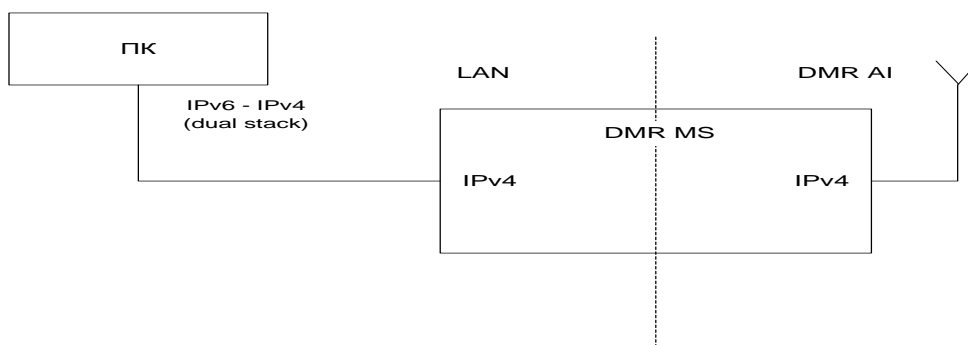 ПК
LAN
DMR AI
IPv6 - IPv4
(dual stack)
DMR MS
IPv4
IPv4